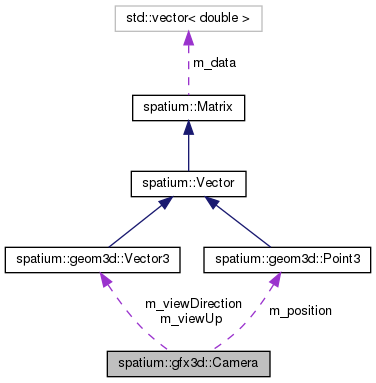 std::vector< double >
m_data
spatium::Matrix
spatium::Vector
spatium::geom3d::Vector3
spatium::geom3d::Point3
m_viewDirection
m_viewUp
m_position
spatium::gfx3d::Camera